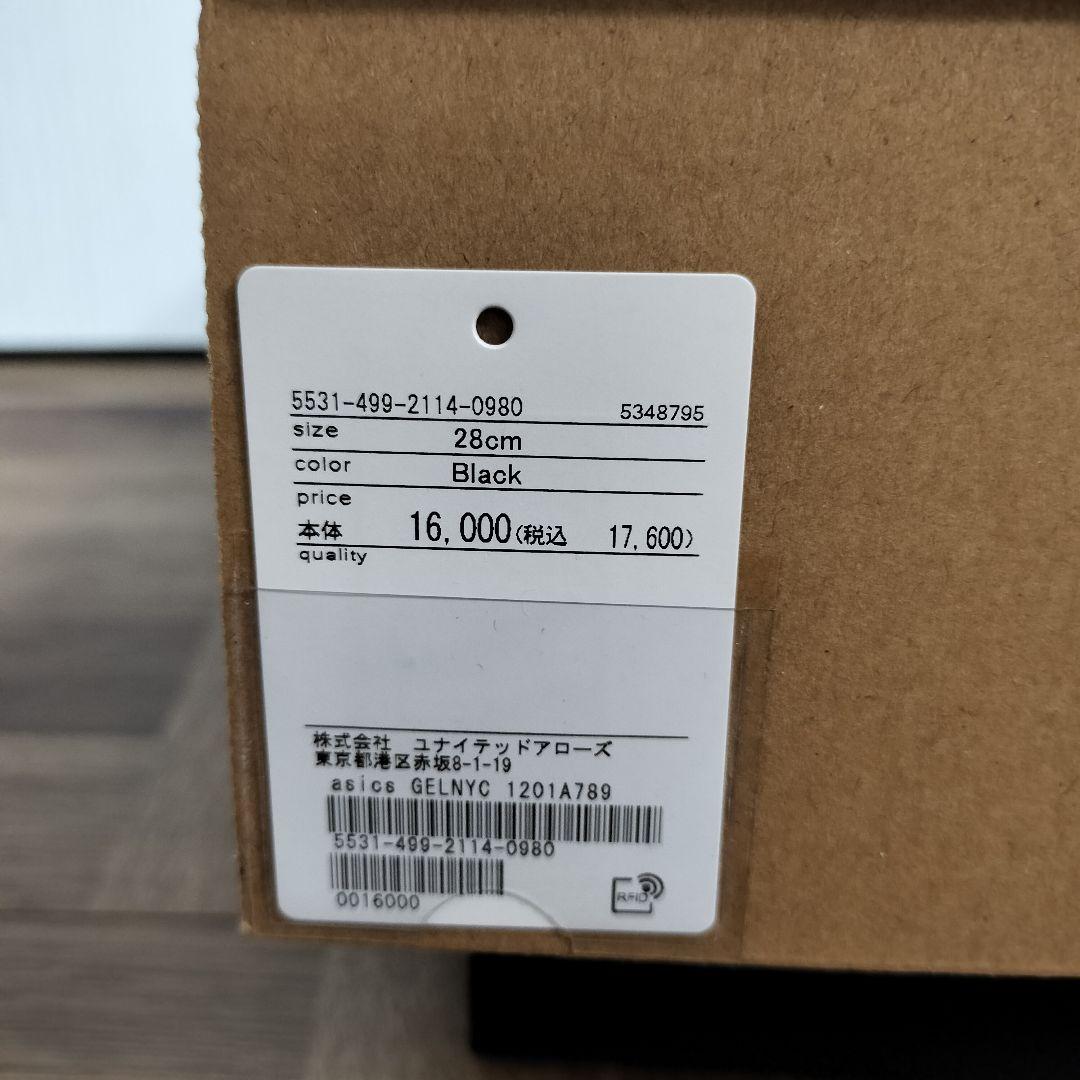 5531-499-2114-0980 5348795
size 28cm
color Black
price
本体 16,000(税込 17,600)
quality
株式会社 ユナイテッドアローズ
東京都港区赤坂8-1-19
asics GELNYC 1201A789
5531-499-2114-0980
0016000
RFID